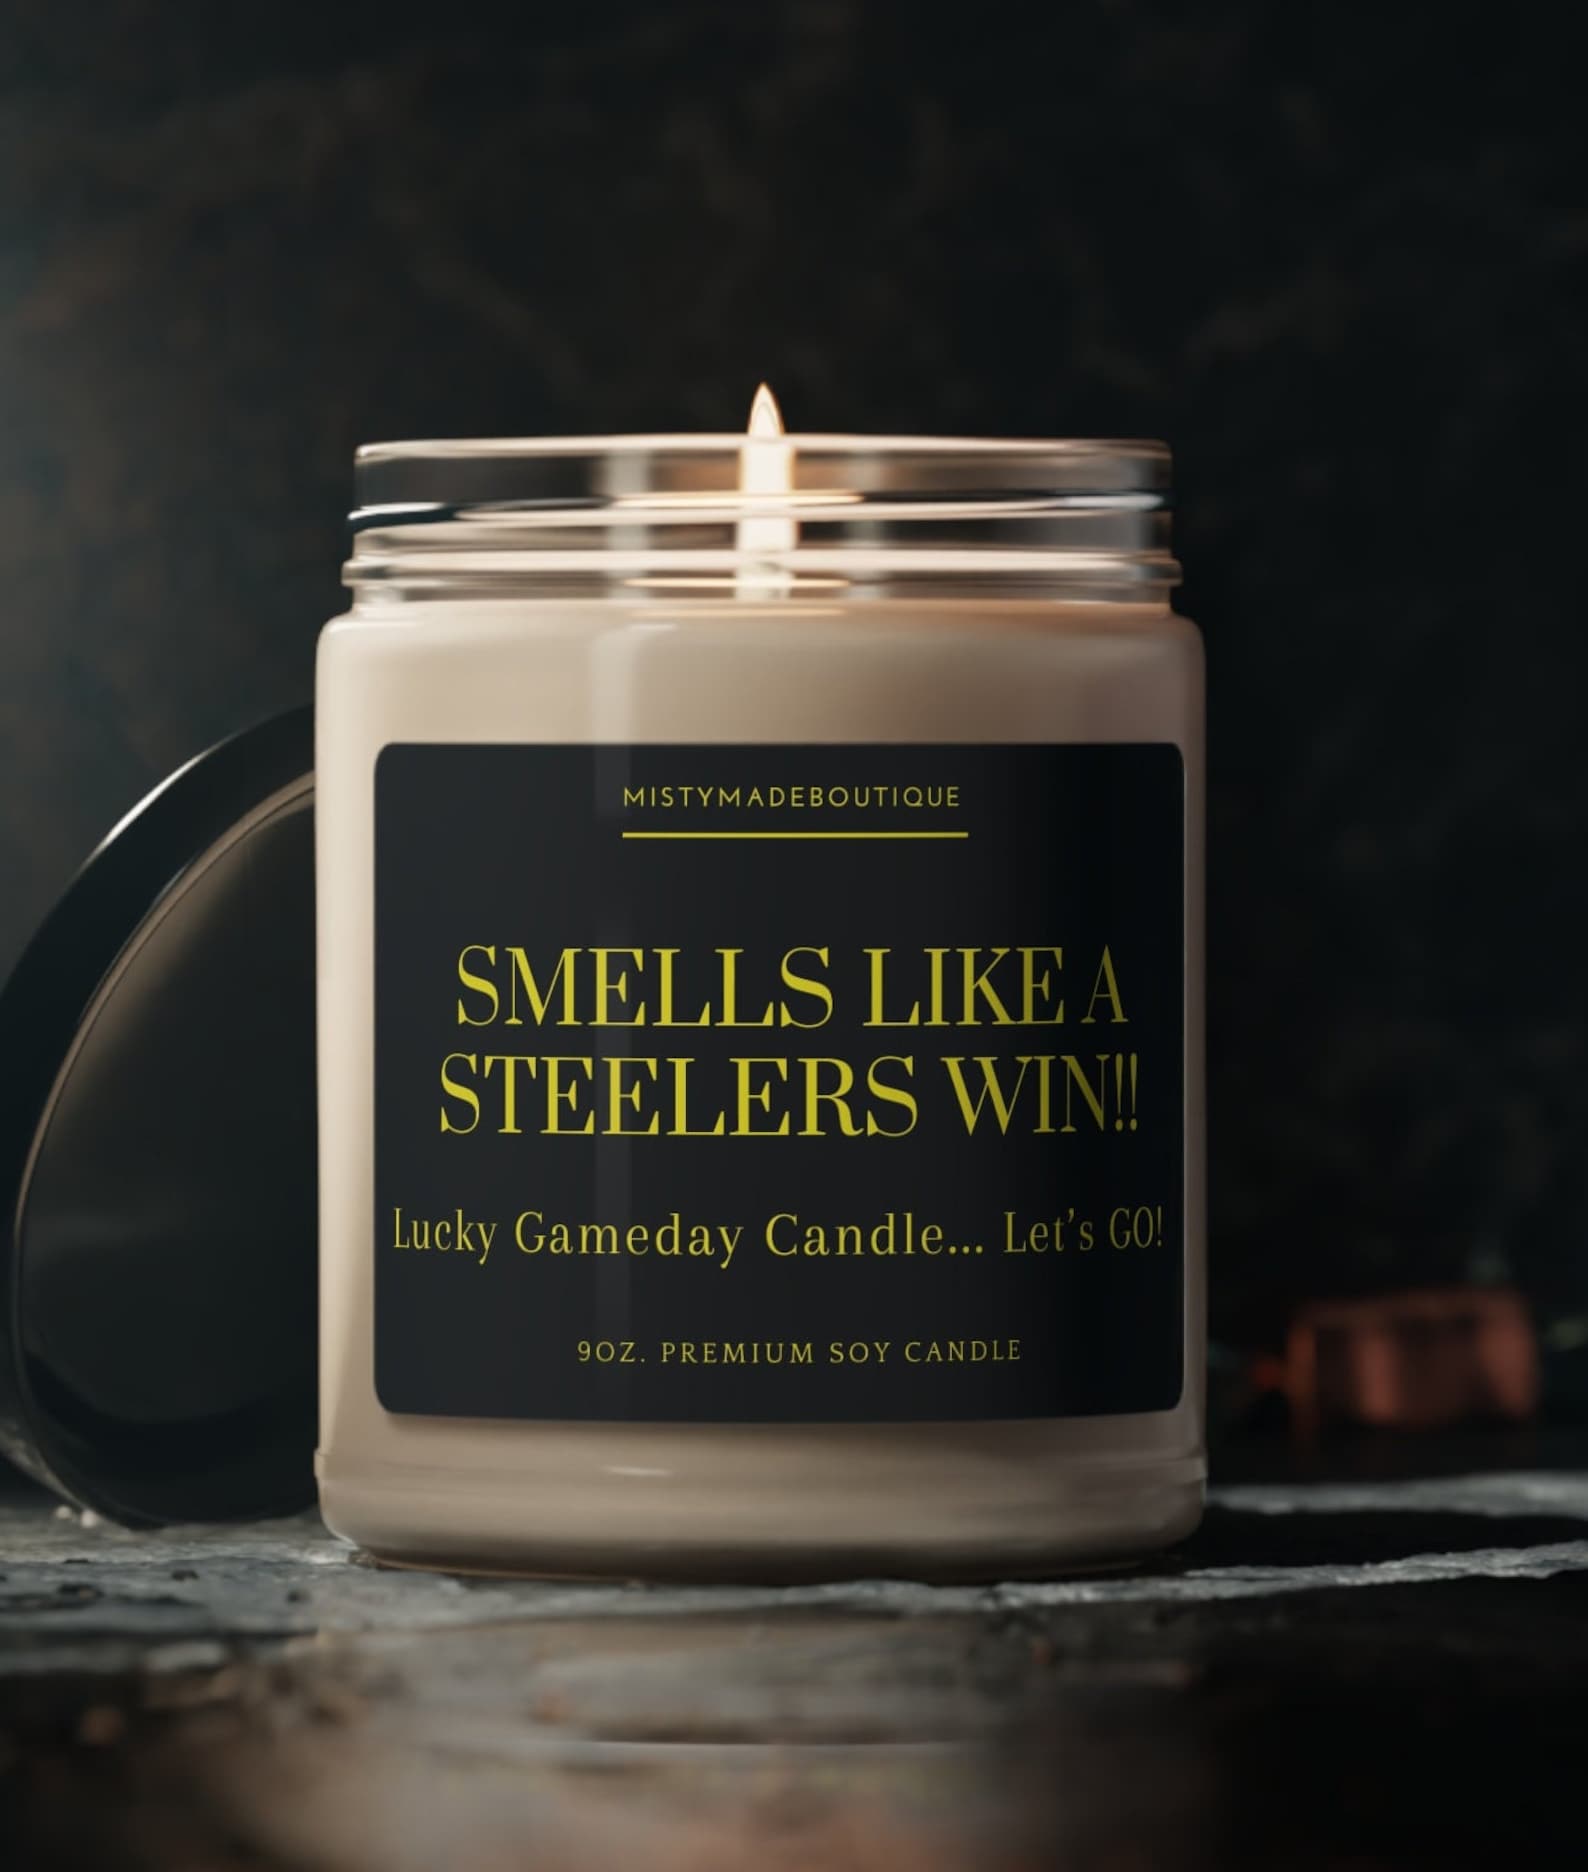 MISTYMADEBOUTIQUE
SMELLS LIKE A
STEELERS WIN!!
Lucky Gameday Candle... Let's GO!
9OZ. PREMIUM SOY CANDLE